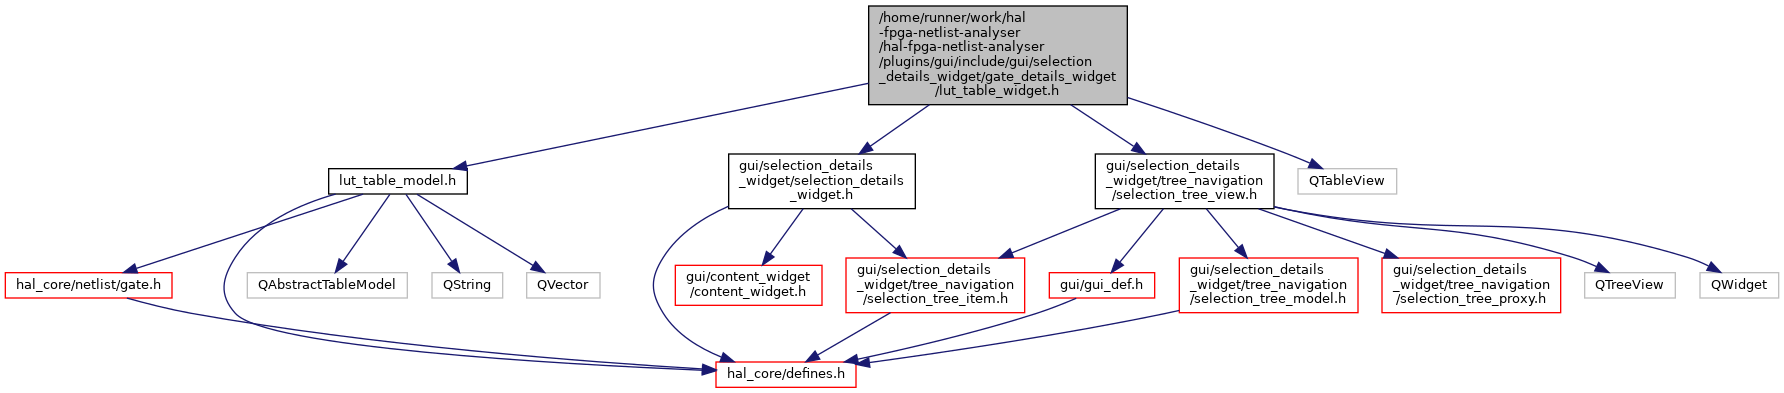 /home/runner/work/hal
-fpga-netlist-analyser
/hal-fpga-netlist-analyser
/plugins/gui/include/gui/selection
_details_widget/gate_details_widget
/lut_table_widget.h
lut_table_model.h
gui/selection_details
_widget/selection_details
_widget.h
gui/selection_details
_widget/tree_navigation
/selection_tree_view.h
QTableView
hal_core/netlist/gate.h
QAbstractTableModel
QString
QVector
gui/content_widget
/content_widget.h
gui/selection_details
_widget/tree_navigation
/selection_tree_item.h
gui/gui_def.h
gui/selection_details
_widget/tree_navigation
/selection_tree_model.h
gui/selection_details
_widget/tree_navigation
/selection_tree_proxy.h
QTreeView
QWidget
hal_core/defines.h